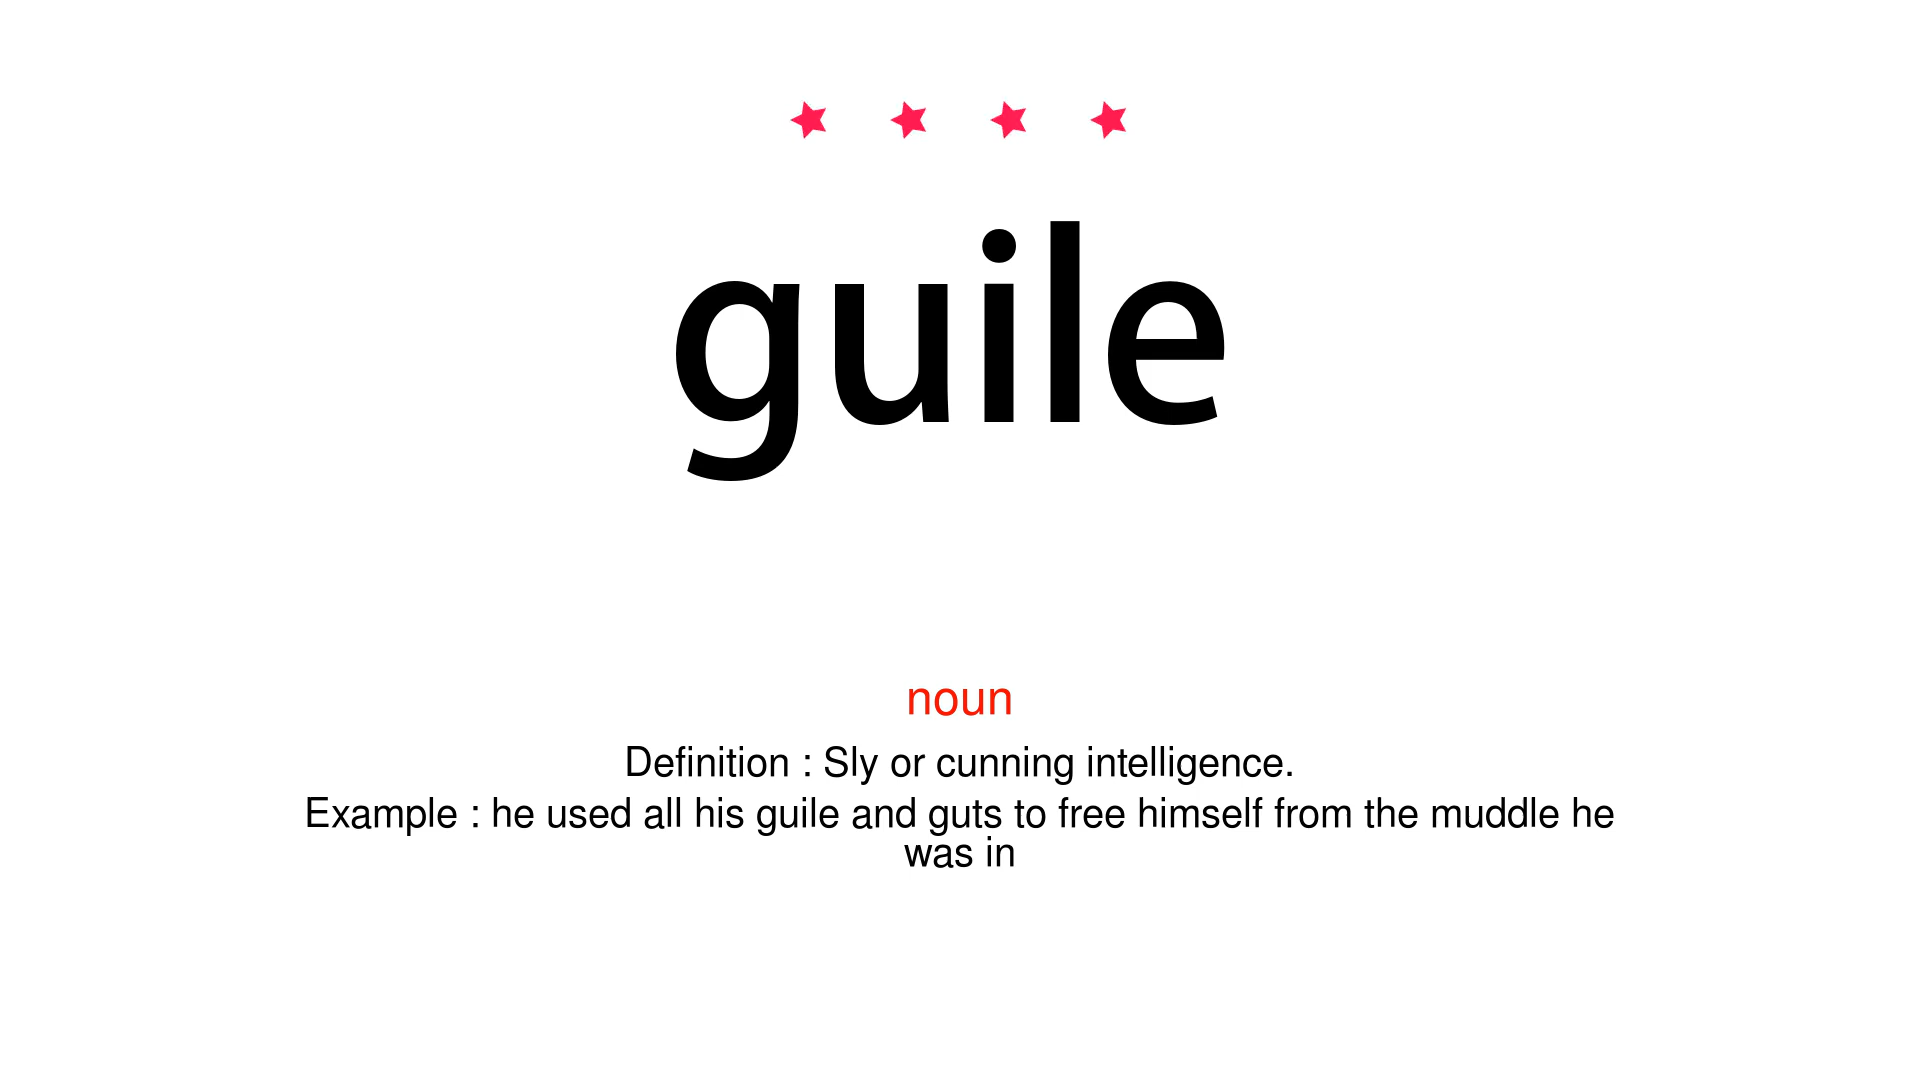 guile
noun
Definition : Sly or cunning intelligence.
Example : he used all his guile and guts to free himself from the muddle he
was in